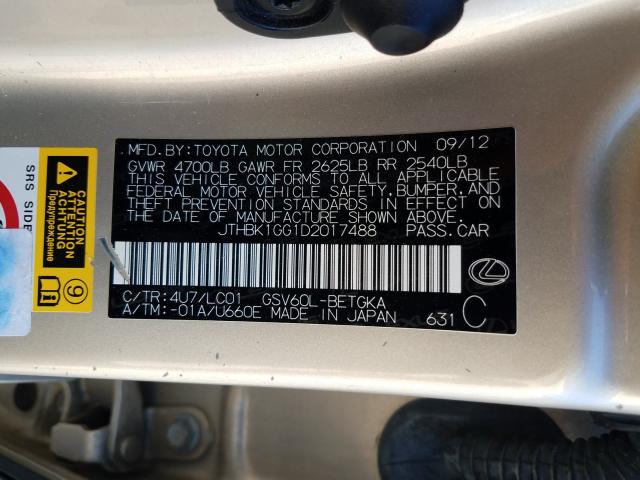 MFD.BY:TOYOTA MOTOR CORPORATION 09/12
GVWR 4700LB GAWR FR 2625LB RR 2540LB
THIS VEHICLE CONFORMS TO ALL APPLICABLE
FEDERAL MOTOR VEHICLE SAFETY,BUMPER,AND
THEFT PREVENTION STANDARDS IN EFFECT ON
THE DATE OF MANUFACTURE SHOWN ABOVE.
JTHBK1GG1D2017488 PASS.CAR
C/TR:4U7/LC01 GSV60L-BETGKA
A/TM:-01A/U660E MADE IN JAPAN 631 C
SRS SIDE
CAUTION
ATTENTION
ACHTUNG
Предупреждение
9